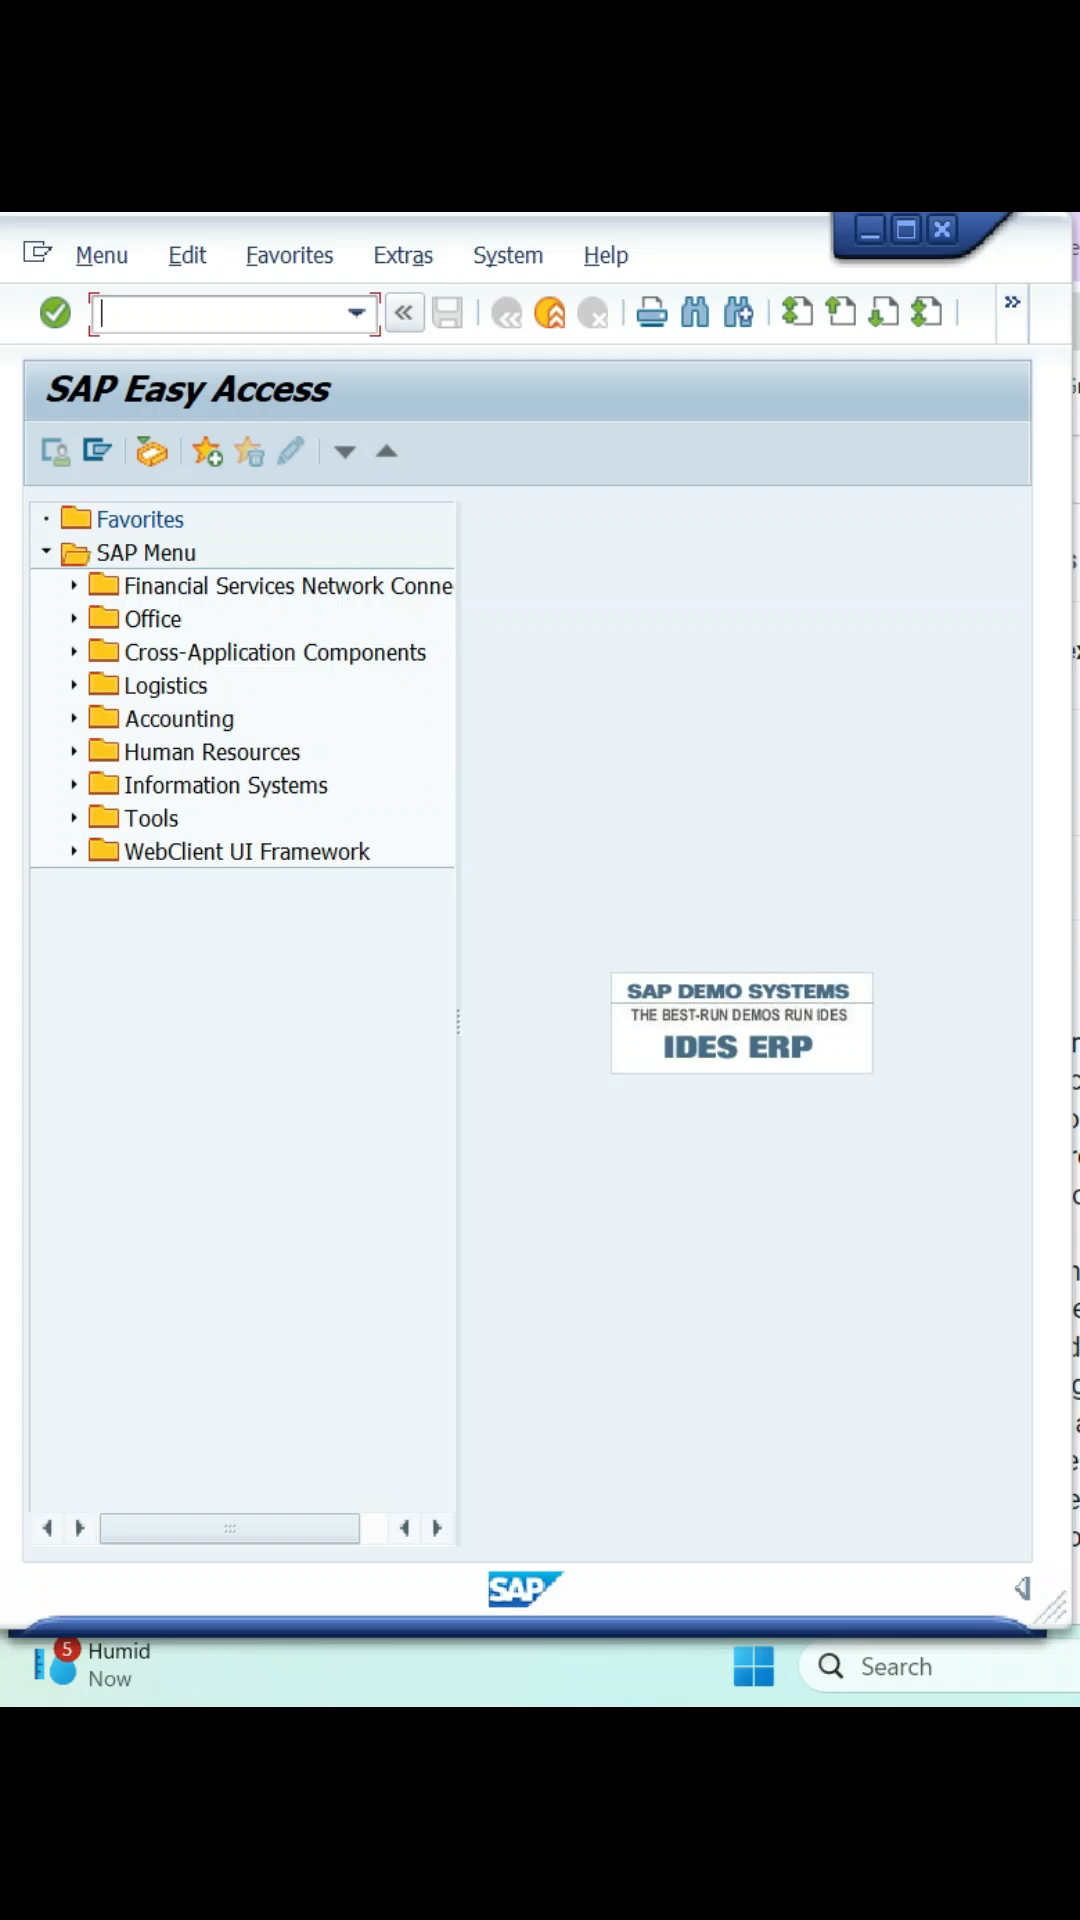 Menu Edit Favorites Extras System Help
SAP Easy Access
Favorites
SAP Menu
Financial Services Network Conne
Office
Cross-Application Components
Logistics
Accounting
Human Resources
Information Systems
Tools
WebClient UI Framework
SAP DEMO SYSTEMS
THE BEST-RUN DEMOS RUN IDES
IDES ERP
SAP
5 Humid
Now
Search